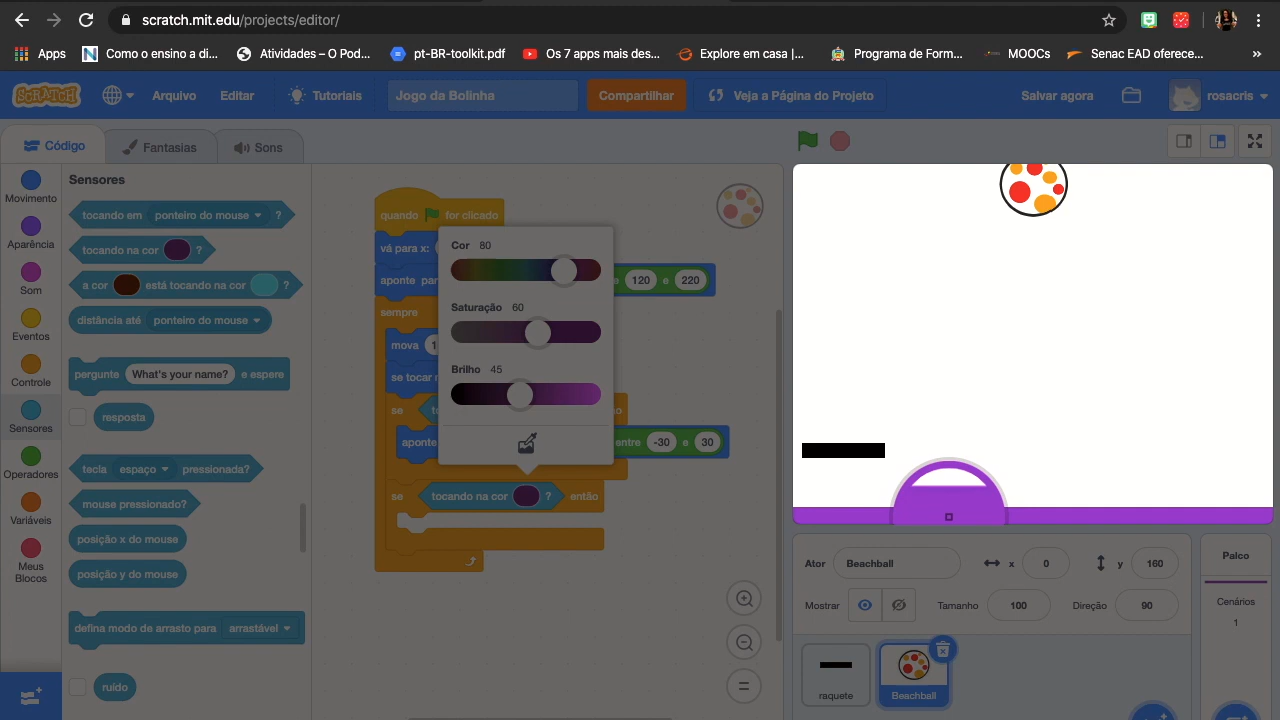 scratch.mit.edu/projects/editor/
Apps
Como o ensino a di...
Atividades – O Pod...
pt-BR-toolkit.pdf
Os 7 apps mais des...
Explore em casa |...
Programa de Form...
MOOCs
Senac EAD oferece...
»
SCRATCH
Arquivo
Editar
Tutoriais
Jogo da Bolinha
Compartilhar
Veja a Página do Projeto
Salvar agora
rosacris
Código
Fantasias
Sons
Movimento
Aparência
Som
Eventos
Controle
Sensores
Operadores
Variáveis
Meus
Blocos
Sensores
tocando em ponteiro do mouse ?
tocando na cor ?
a cor está tocando na cor ?
distância até ponteiro do mouse
pergunte What's your name? e espere
resposta
tecla espaço pressionada?
mouse pressionado?
posição x do mouse
posição y do mouse
defina modo de arrasto para arrastável
ruído
quando for clicado
vá para x:
aponte par e 120 e 220
sempre
mova 1
se tocar
se
aponte entre -30 e 30
se tocando na cor ? então
Cor 80
Saturação 60
Brilho 45
Ator Beachball x 0 y 160
Mostrar Tamanho 100 Direção 90
raquete
Beachball
Palco
Cenários
1